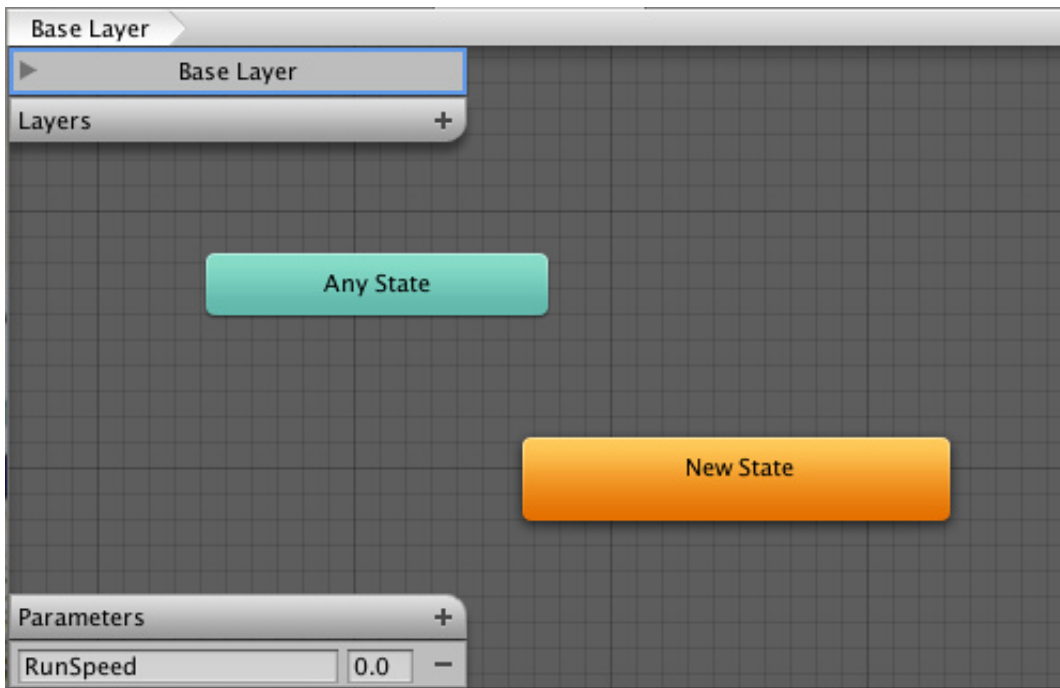 Base Layer
Base Layer
Layers +
Any State
New State
Parameters +
RunSpeed 0.0 −